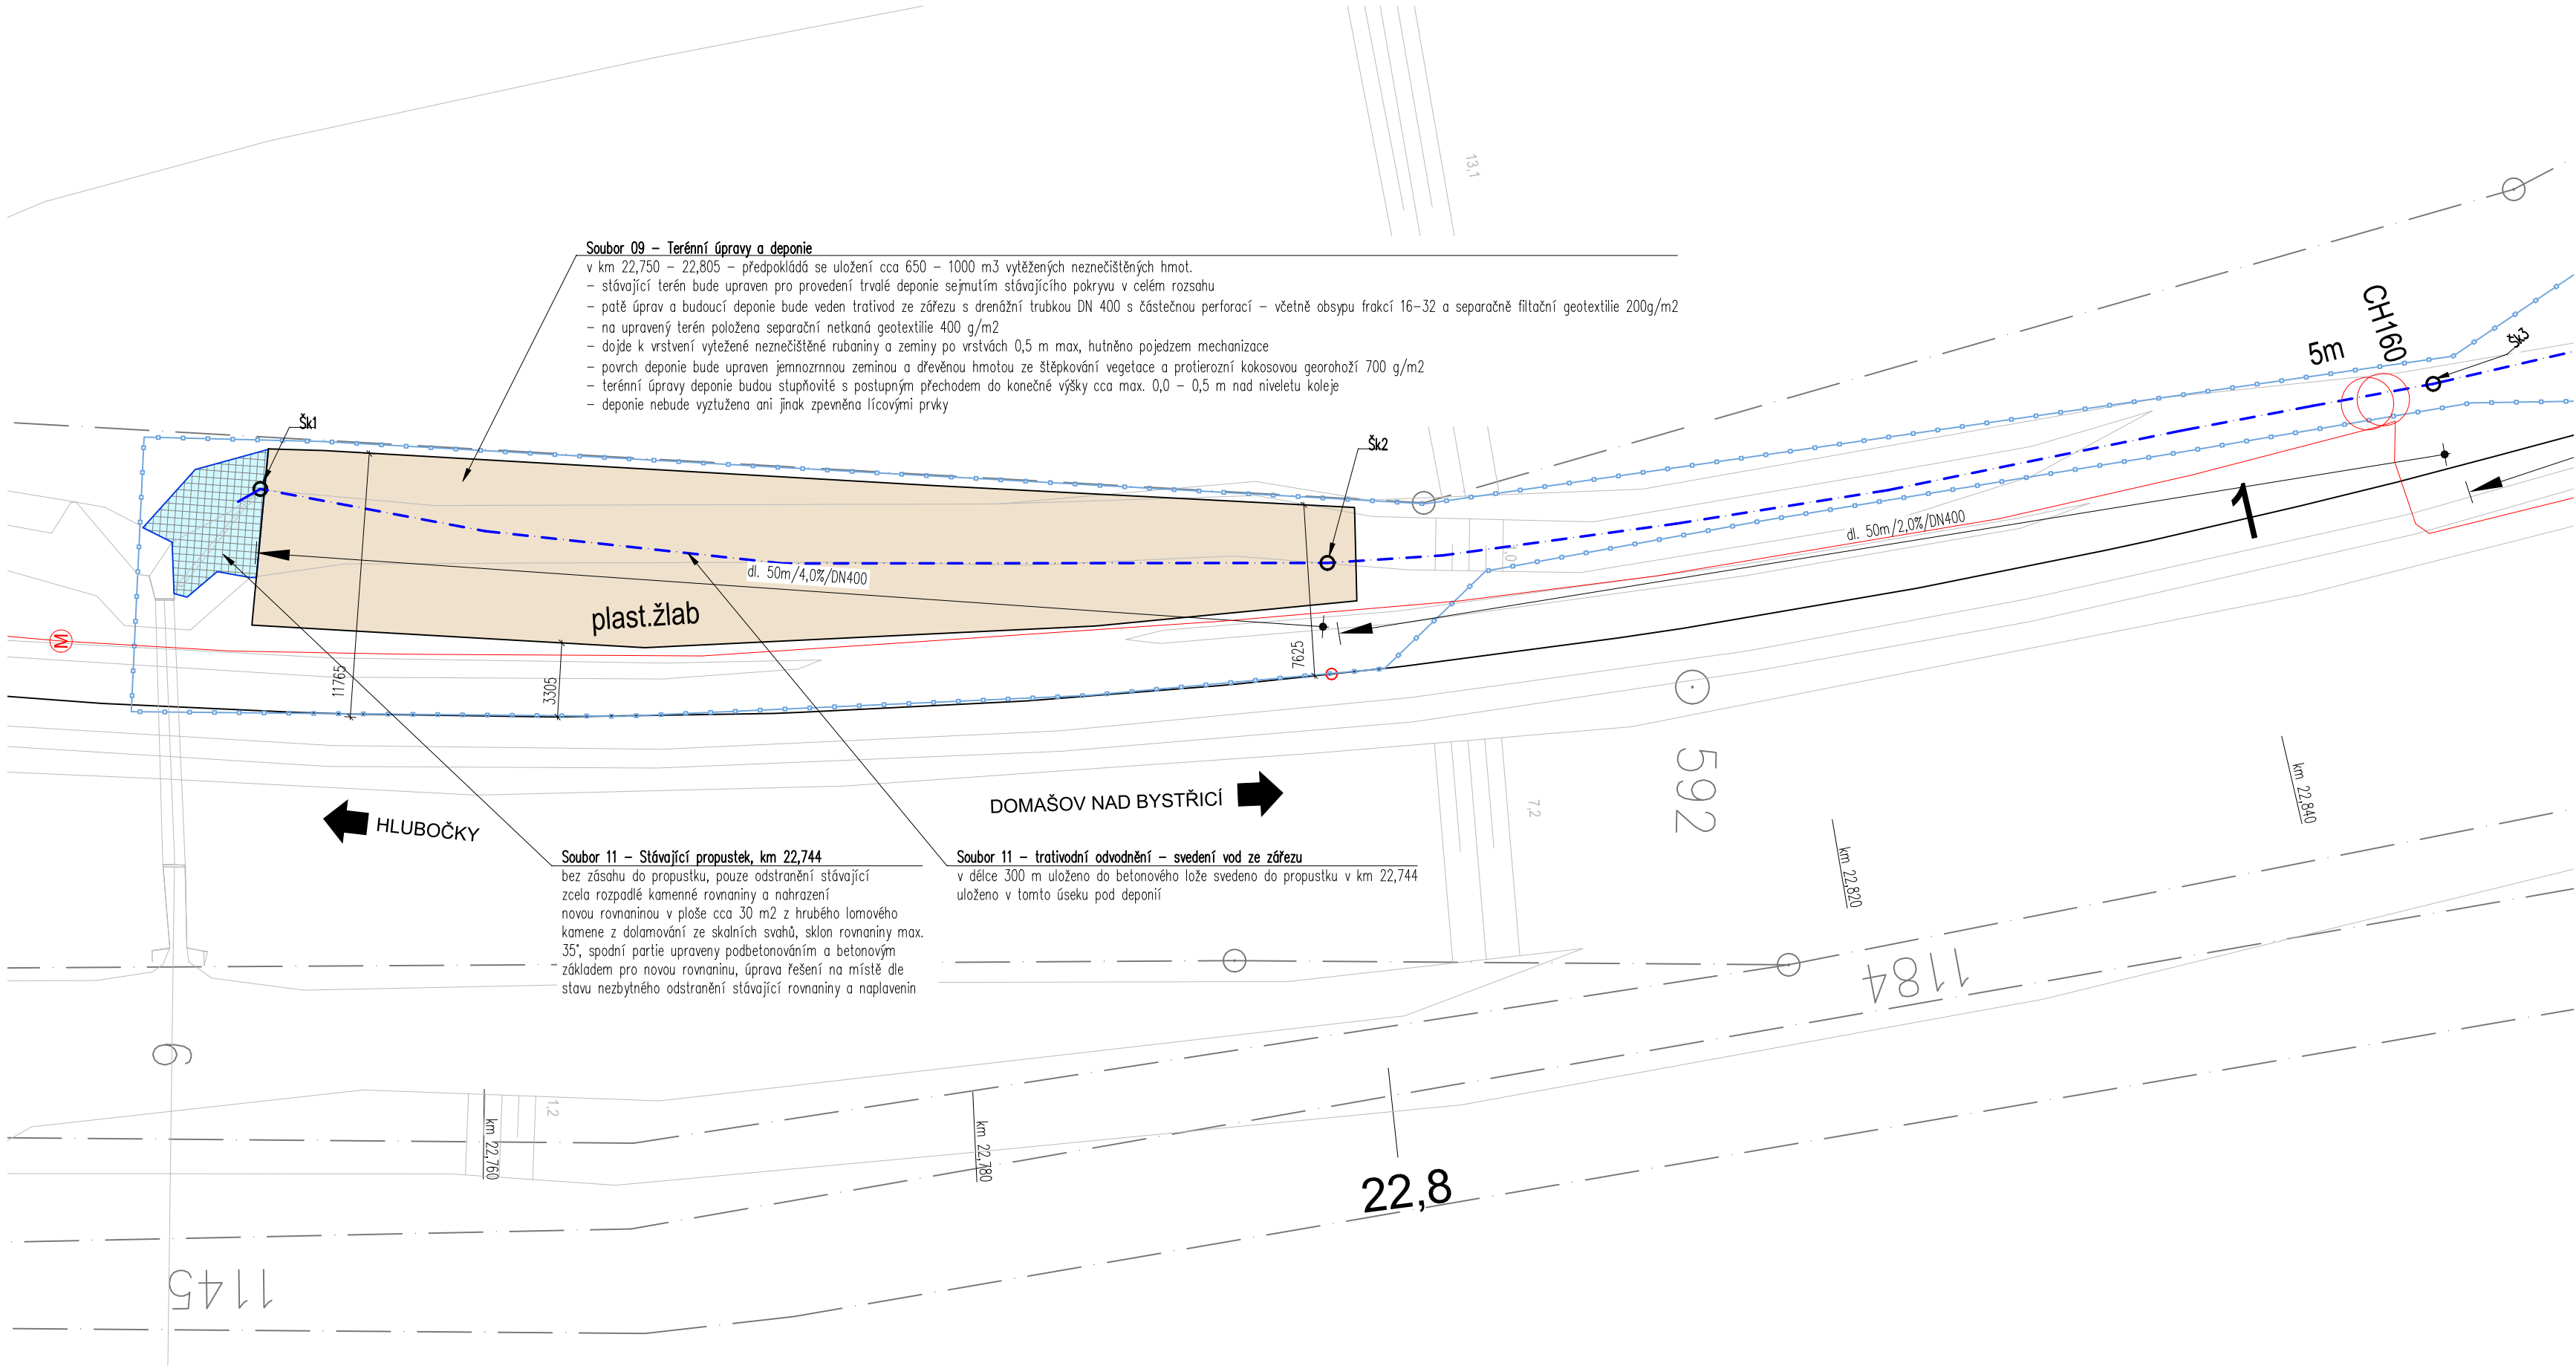 13,1
Soubor 09 – Terénní úpravy a deponie
v km 22,750 – 22,805 – předpokládá se uložení cca 650 – 1000 m3 vytěžených neznečištěných hmot.
– stávající terén bude upraven pro provedení trvalé deponie sejmutím stávajícího pokryvu v celém rozsahu
– patě úprav a budoucí deponie bude veden trativod ze zářezu s drenážní trubkou DN 400 s částečnou perforací – včetně obsypu frakcí 16–32 a separačně filtační geotextilie 200g/m2
– na upravený terén položena separační netkaná geotextilie 400 g/m2
– dojde k vrstvení vytežené neznečištěné rubaniny a zeminy po vrstvách 0,5 m max, hutněno pojedzem mechanizace
– povrch deponie bude upraven jemnozrnnou zeminou a dřevěnou hmotou ze štěpkování vegetace a protierozní kokosovou georohoží 700 g/m2
– terénní úpravy deponie budou stupňovité s postupným přechodem do konečné výšky cca max. 0,0 – 0,5 m nad niveletu koleje
– deponie nebude vyztužena ani jinak zpevněna lícovými prvky
CH160
5m
Šk3
Šk1
Šk2
1
dl. 50m/2,0%/DN400
1,0
dl. 50m/4,0%/DN400
plast.žlab
M
11765
3305
7625
592
km 22,840
7,2
DOMAŠOV NAD BYSTŘICÍ
HLUBOČKY
km 22,820
Soubor 11 – Stávající propustek, km 22,744
bez zásahu do propustku, pouze odstranění stávající
zcela rozpadlé kamenné rovnaniny a nahrazení
novou rovnaninou v ploše cca 30 m2 z hrubého lomového
kamene z dolamování ze skalních svahů, sklon rovnaniny max.
35°, spodní partie upraveny podbetonováním a betonovým
základem pro novou rovnaninu, úprava řešení na místě dle
stavu nezbytného odstranění stávající rovnaniny a naplavenin
Soubor 11 – trativodní odvodnění – svedení vod ze zářezu
v délce 300 m uloženo do betonového lože svedeno do propustku v km 22,744
uloženo v tomto úseku pod deponií
1184
6
1,2
km 22,760
km 22,780
22,8
1145